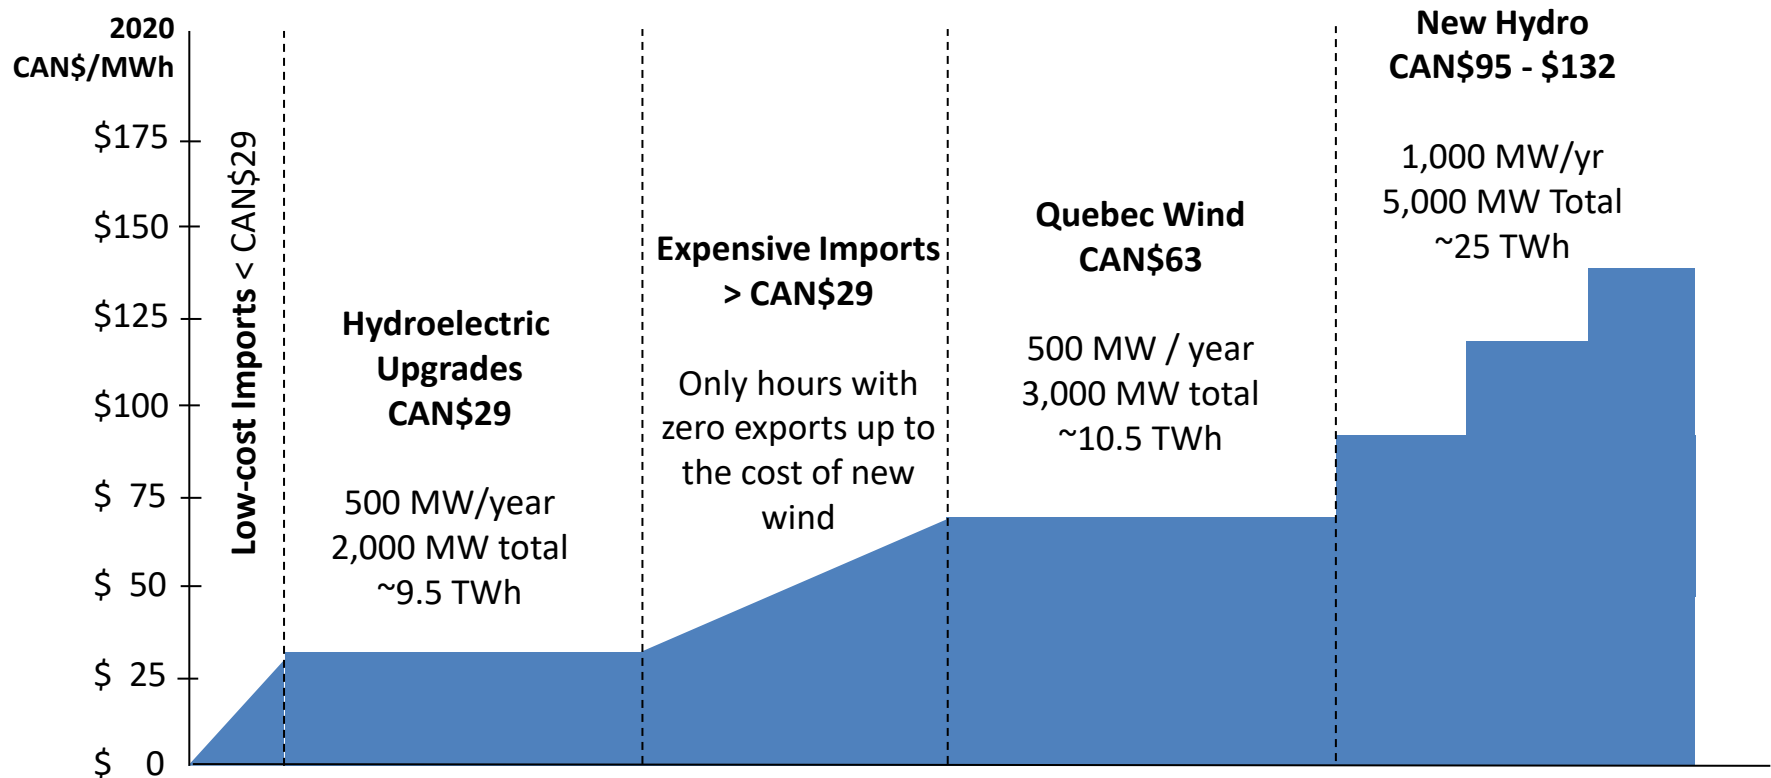 2020
CAN$/MWh
$175
$150
$125
$100
$ 75
$ 50
$ 25
$ 0
Low-cost Imports < CAN$29
Hydroelectric
Upgrades
CAN$29
500 MW/year
2,000 MW total
~9.5 TWh
Expensive Imports
> CAN$29
Only hours with
zero exports up to
the cost of new
wind
Quebec Wind
CAN$63
500 MW / year
3,000 MW total
~10.5 TWh
New Hydro
CAN$95 - $132
1,000 MW/yr
5,000 MW Total
~25 TWh